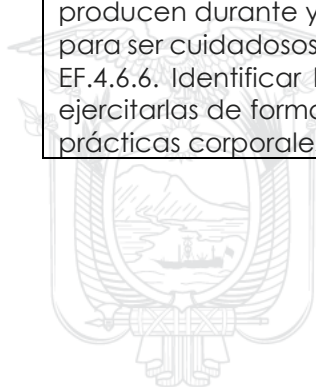 producen durante y
para ser cuidadosos
EF.4.6.6. Identificar
ejercitarlas de forma
prácticas corporale